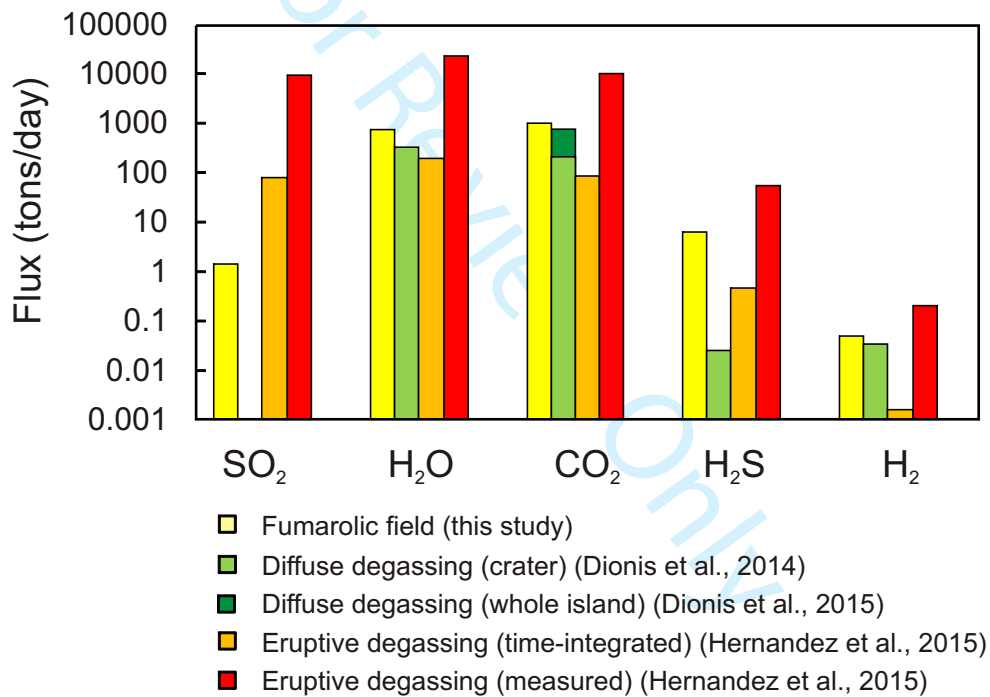 100000
10000
1000
100
10
1
0.1
0.01
0.001
Flux (tons/day)
SO₂ H₂O CO₂ H₂S H₂
Fumarolic field (this study)
Diffuse degassing (crater) (Dionis et al., 2014)
Diffuse degassing (whole island) (Dionis et al., 2015)
Eruptive degassing (time-integrated) (Hernandez et al., 2015)
Eruptive degassing (measured) (Hernandez et al., 2015)
Only